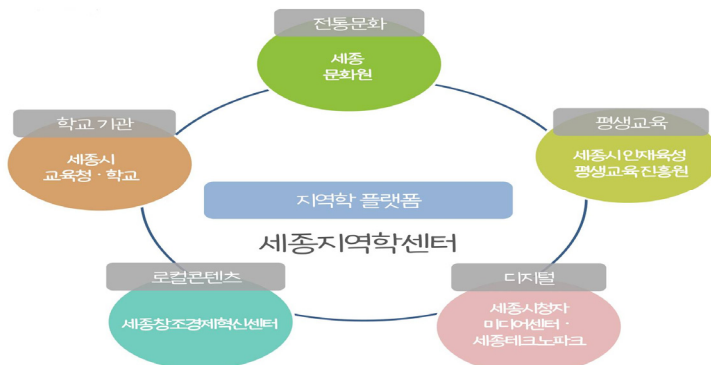 전통문화
세종
문화원
학교 기관
세종시
교육청 · 학교
평생교육
세종시인재육성
평생교육진흥원
지역학 플랫폼
세종지역학센터
로컬콘텐츠
세종창조경제혁신센터
디지털
세종시청자
미디어센터 ·
세종테크노파크